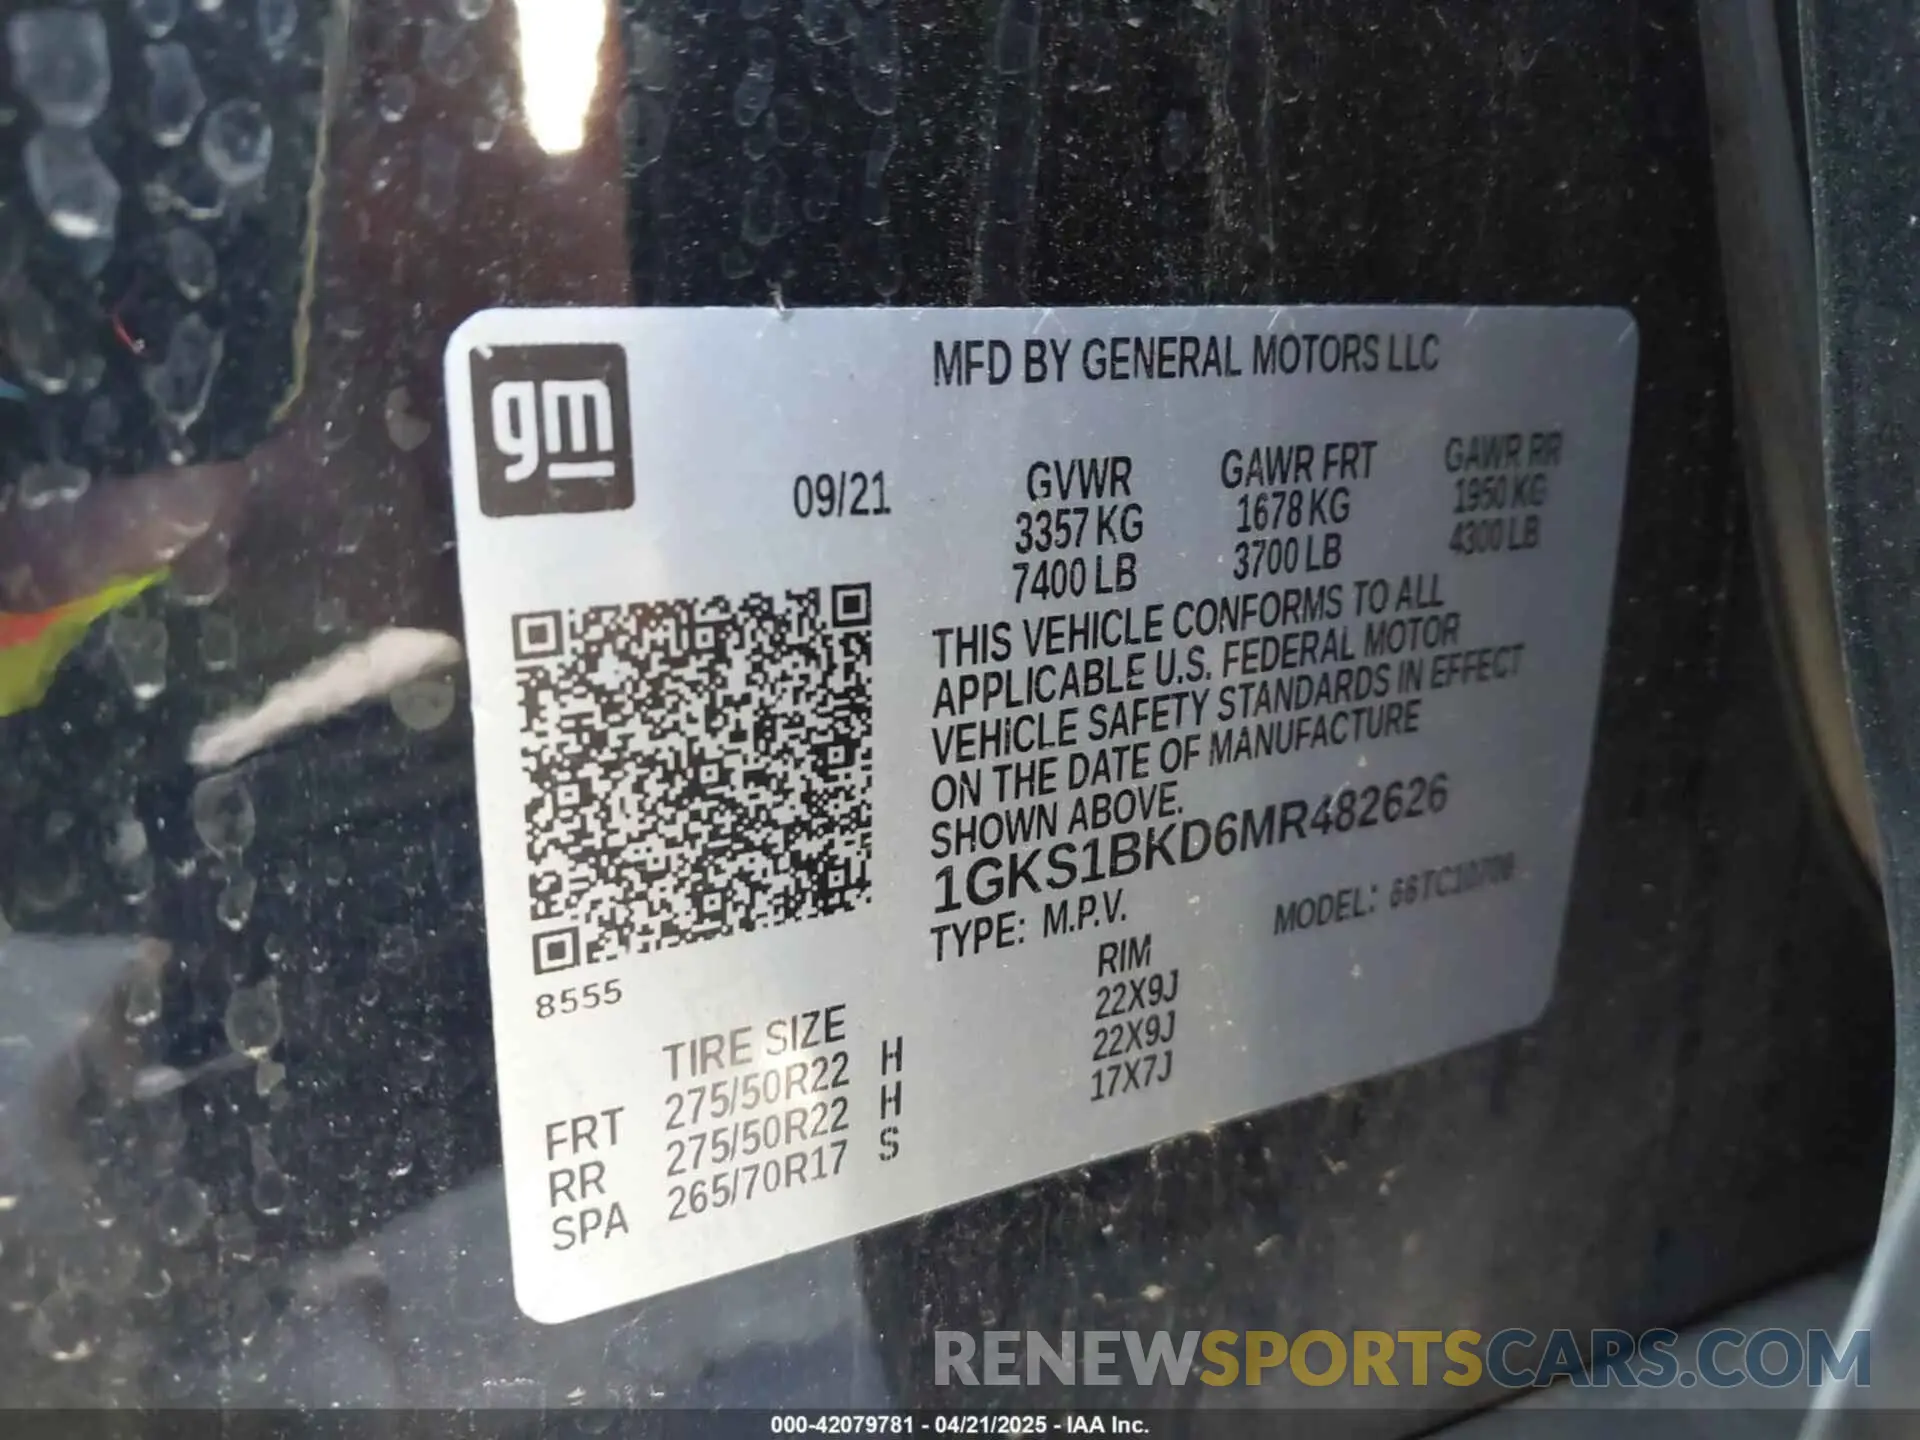 gm
MFD BY GENERAL MOTORS LLC
09/21
GVWR GAWR FRT GAWR RR
3357 KG 1678 KG 1950 KG
7400 LB 3700 LB 4300 LB
THIS VEHICLE CONFORMS TO ALL
APPLICABLE U.S. FEDERAL MOTOR
VEHICLE SAFETY STANDARDS IN EFFECT
ON THE DATE OF MANUFACTURE
SHOWN ABOVE.
1GKS1BKD6MR482626
TYPE: M.P.V. MODEL:
8555
TIRE SIZE RIM
FRT 275/50R22 H 22X9J
RR 275/50R22 H 22X9J
SPA 265/70R17 S 17X7J
RENEWSPORTSCARS.COM
000-42079781 - 04/21/2025 - IAA Inc.